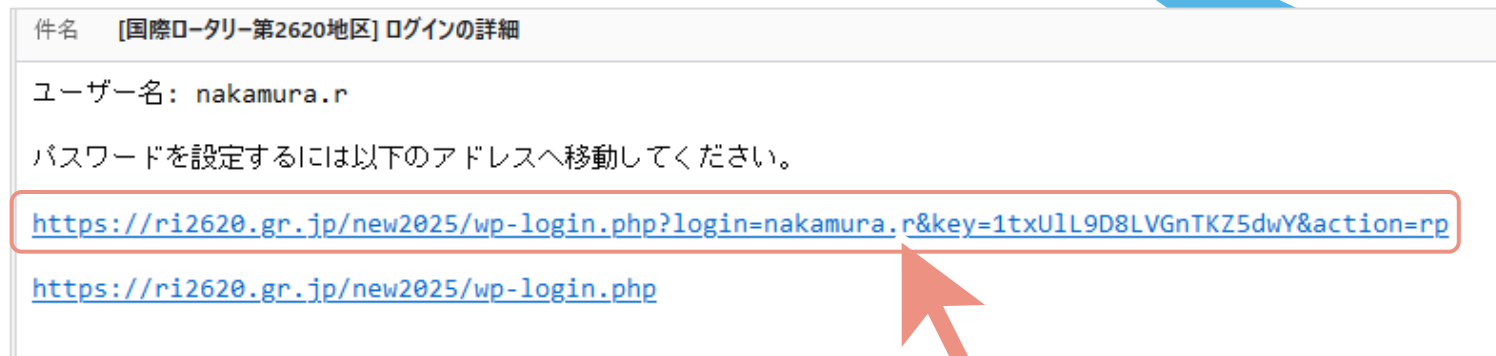 件名 [国際ロータリー第2620地区] ログインの詳細
ユーザー名: nakamura.r
パスワードを設定するには以下のアドレスへ移動してください。
https://ri2620.gr.jp/new2025/wp-login.php?login=nakamura.r&key=1txUlL9D8LVGnTKZ5dwY&action=rp
https://ri2620.gr.jp/new2025/wp-login.php